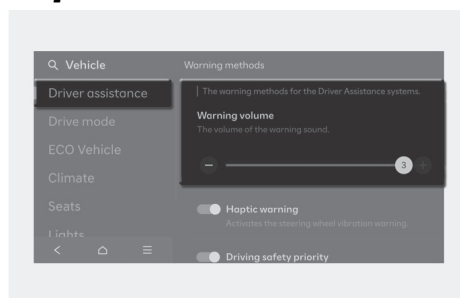 Vehicle
Warning methods
Driver assistance
The warning methods for the Driver Assistance systems.
Drive mode
Warning volume
The volume of the warning sound.
ECO Vehicle
3
Climate
Seats
Haptic warning
Activates the steering wheel vibration warning.
Lights
Driving safety priority